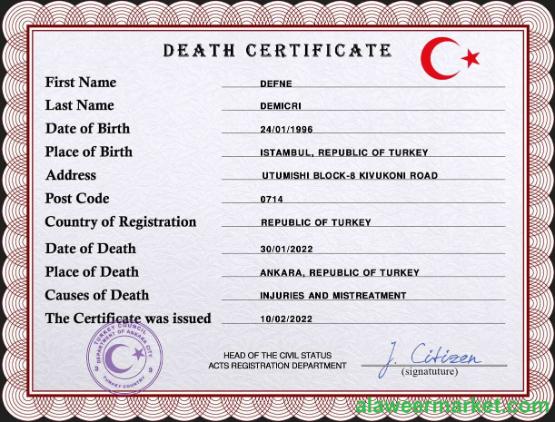 DEATH CERTIFICATE
First Name DEFNE
Last Name DEMICRI
Date of Birth 24/01/1996
Place of Birth ISTAMBUL, REPUBLIC OF TURKEY
Address UTUMISHI BLOCK-8 KIVUKONI ROAD
Post Code 0714
Country of Registration REPUBLIC OF TURKEY
Date of Death 30/01/2022
Place of Death ANKARA, REPUBLIC OF TURKEY
Causes of Death INJURIES AND MISTREATMENT
The Certificate was issued 10/02/2022
TURKEY COUNCIL
DEPARTMENT OF ANKARA CITY
TURKEY COUNTRY
HEAD OF THE CIVIL STATUS
ACTS REGISTRATION DEPARTMENT
J. Citizen
(signatuture)
alaweermarket.com